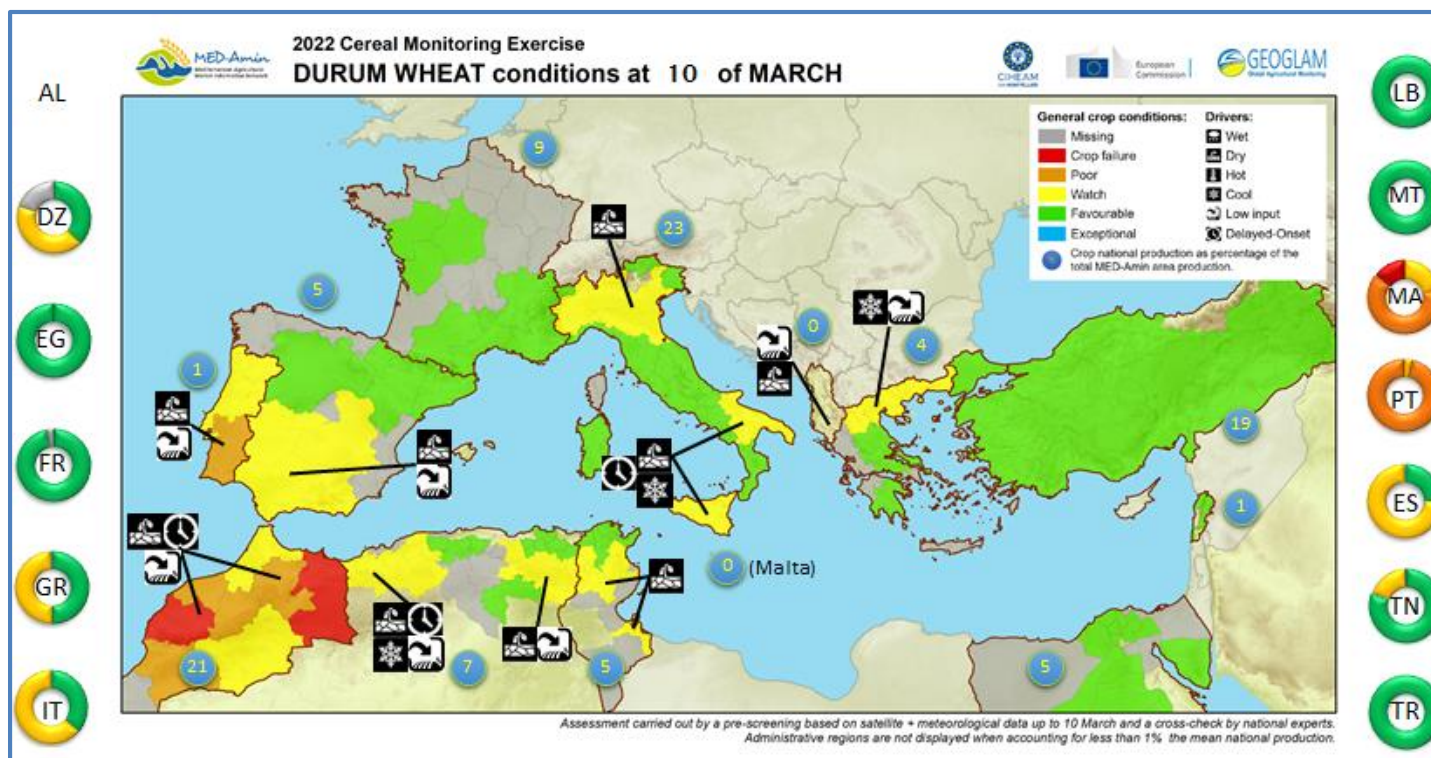 MED-Amin
2022 Cereal Monitoring Exercise
DURUM WHEAT conditions at 10 of MARCH
CIHEAM
European
Commission
GEOGLAM
Global Agricultural Monitoring
AL
DZ
EG
FR
GR
IT
LB
MT
MA
PT
ES
TN
TR
General crop conditions:
Missing
Crop failure
Poor
Watch
Favourable
Exceptional
Crop national production as percentage of the
total MED-Amin area production.
Drivers:
Wet
Dry
Hot
Cool
Low input
Delayed-Onset
9
23
5
0
4
1
19
1
0 (Malta)
21
7
5
5
Assessment carried out by a pre-screening based on satellite + meteorological data up to 10 March and a cross-check by national experts.
Administrative regions are not displayed when accounting for less than 1% the mean national production.